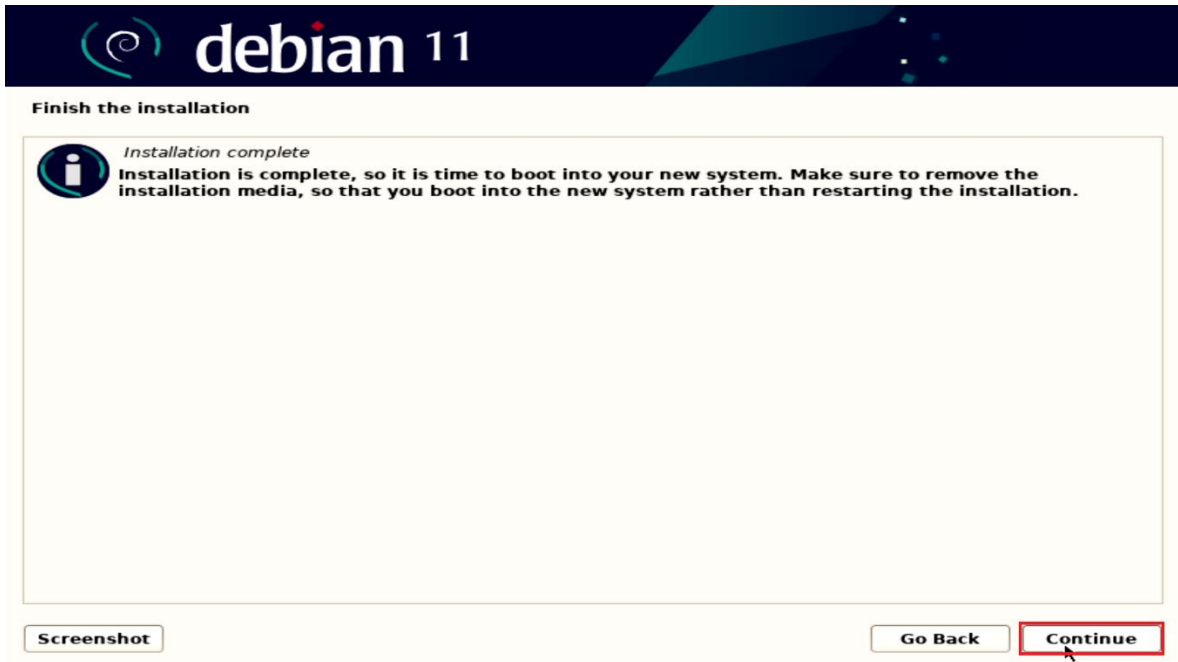 debian 11
Finish the installation
Installation complete
Installation is complete, so it is time to boot into your new system. Make sure to remove the
installation media, so that you boot into the new system rather than restarting the installation.
Screenshot
Go Back
Continue